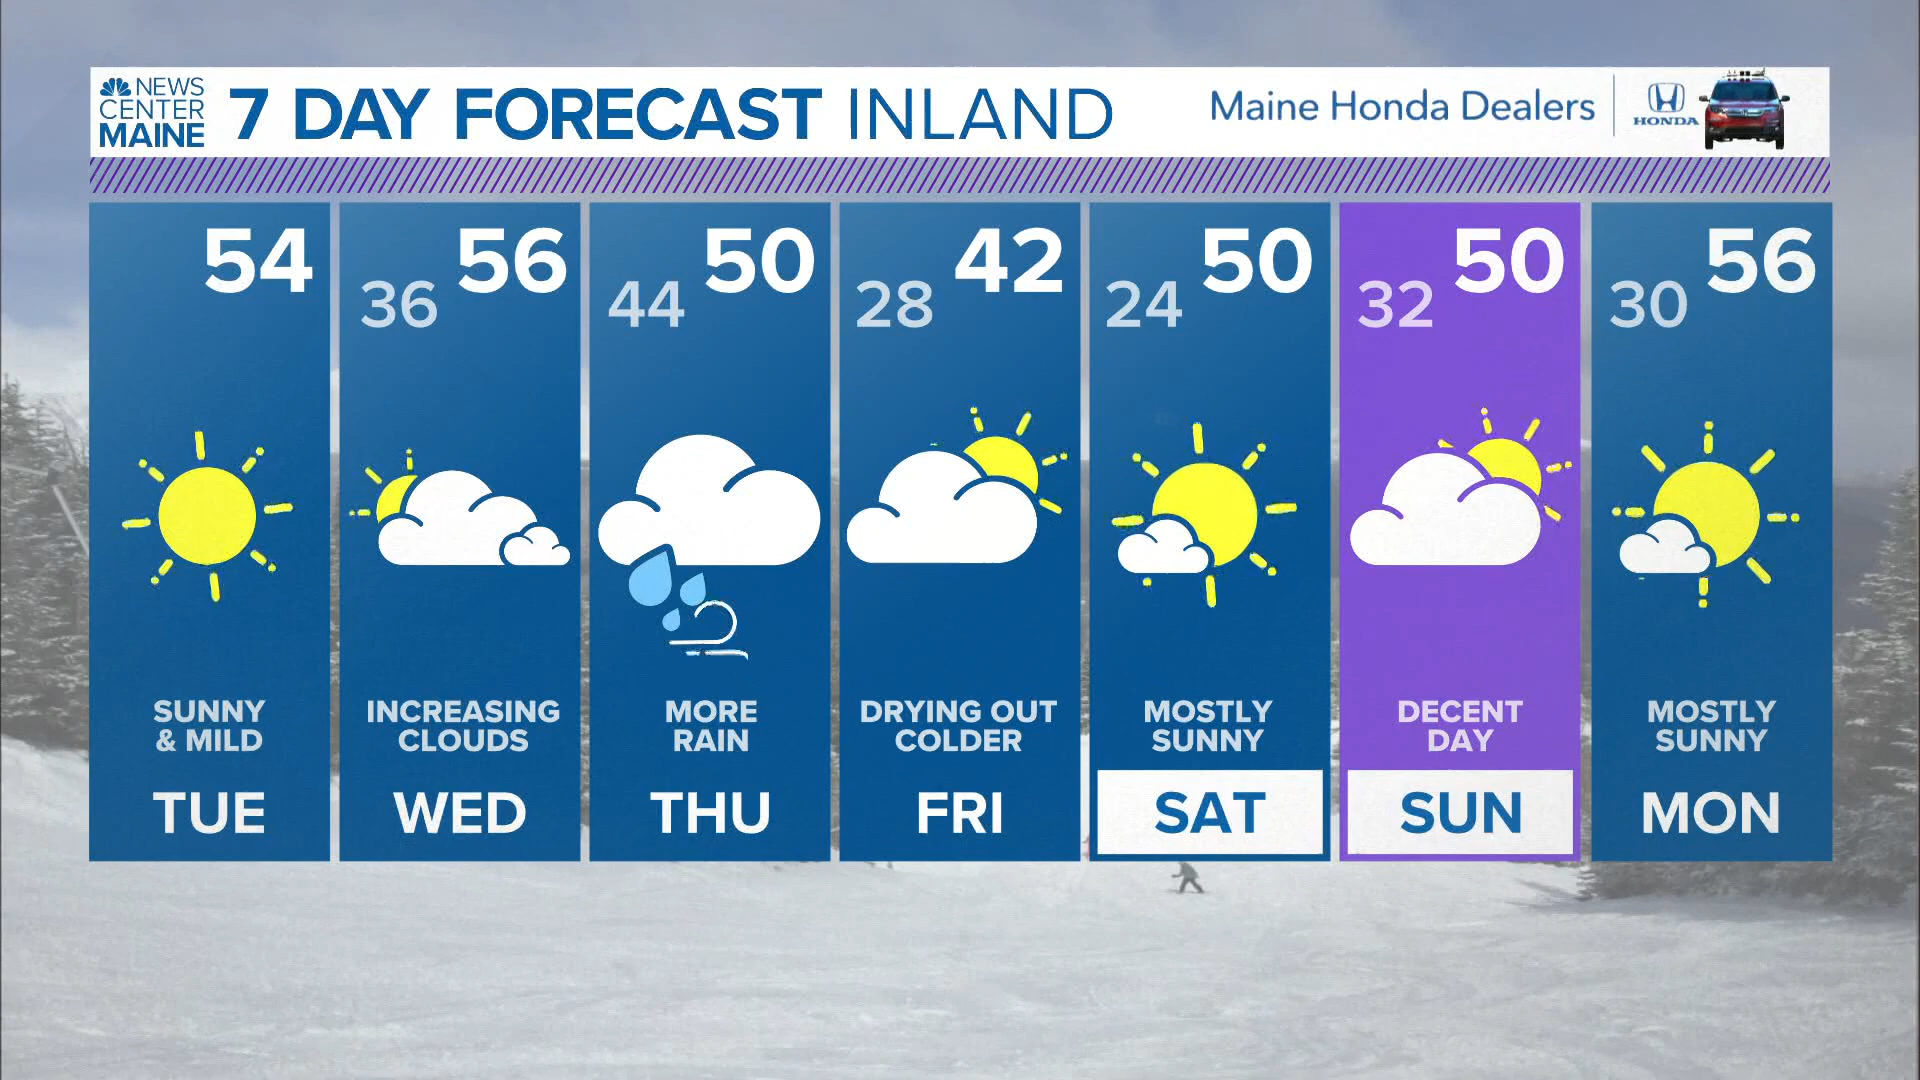 NEWS
CENTER
MAINE
7 DAY FORECAST INLAND
Maine Honda Dealers
HONDA
54
SUNNY
& MILD
TUE
36 56
INCREASING
CLOUDS
WED
44 50
MORE
RAIN
THU
28 42
DRYING OUT
COLDER
FRI
24 50
MOSTLY
SUNNY
SAT
32 50
DECENT
DAY
SUN
30 56
MOSTLY
SUNNY
MON